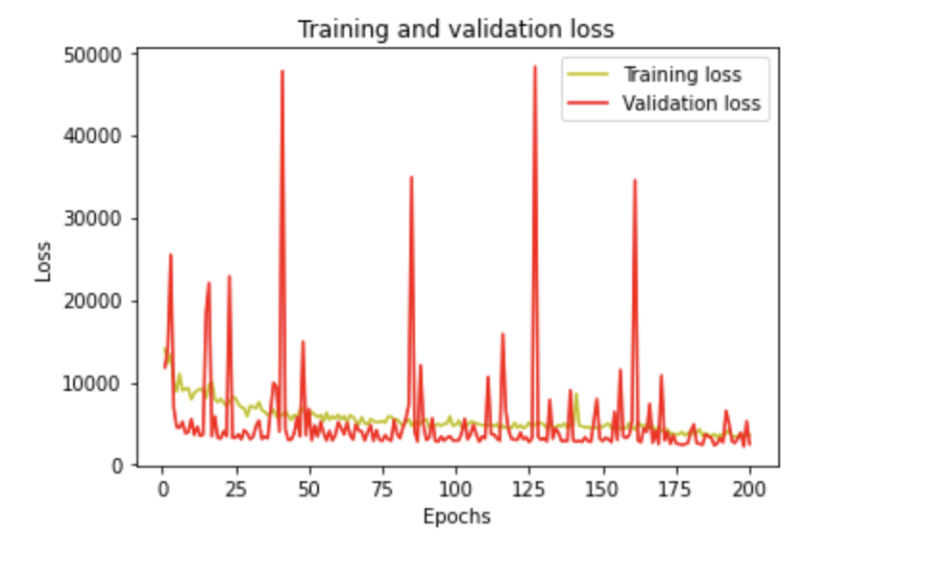 Training and validation loss
50000
Training loss
Validation loss
40000
30000
Loss
20000
10000
0
0 25 50 75 100 125 150 175 200
Epochs